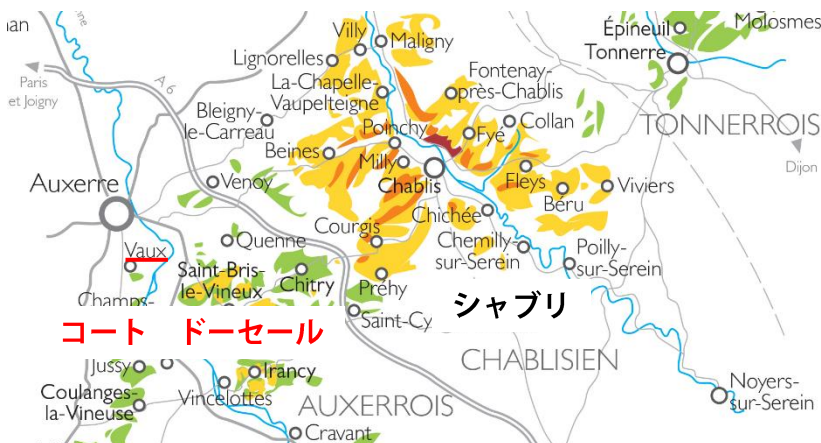 nan
Paris
et Joigny
A 6
Villy
Maligny
Lignorelles
La-Chapelle-
Vaupelteigne
Bleigny-
le-Carreau
Poinchy
Beines
Milly
Chablis
Fontenay-
près-Chablis
Fyé
Collan
Fleys
Béru
Viviers
Épineuil
Tonnerre
Molosmes
TONNERROIS
Dijon
Auxerre
Venoy
Vaux
Quenne
Courgis
Chichée
Chemilly-
sur-Serein
Poilly-
sur-Serein
Saint-Bris-
le-Vineux
Chitry
Préhy
Champs-
シャブリ
コート ドーセール
Saint-Cy
CHABLISIEN
Jussy
Irancy
Coulanges-
la-Vineuse
Vincelottes
AUXERROIS
Cravant
Noyers-
sur-Serein